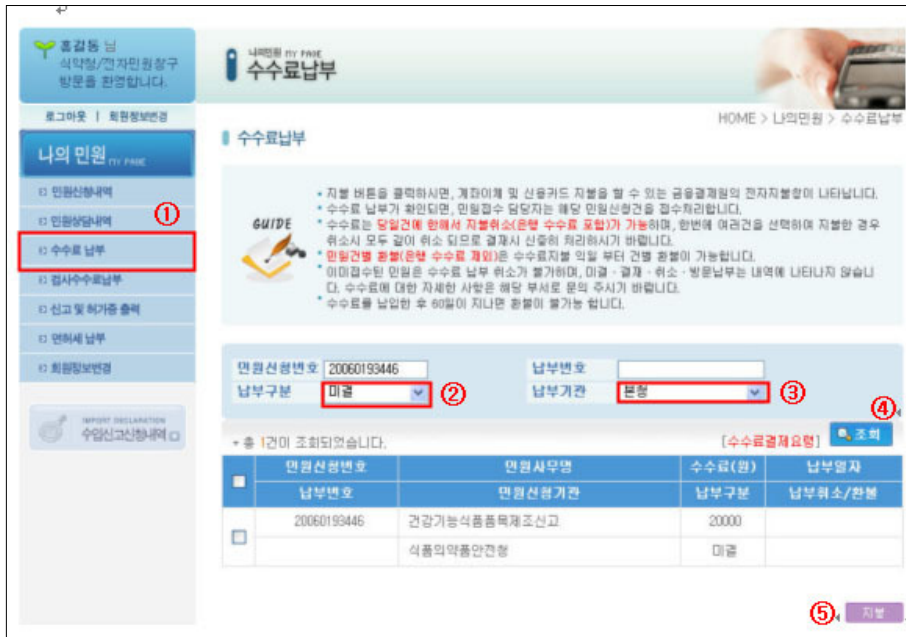 홍길동 님
식약청/전자민원창구
방문을 환영합니다.
로그아웃 | 회원정보변경
나의 민원 MY PAGE
민원신청내역
민원상담내역
①
수수료 납부
검사수수료납부
신고 및 허가증 출력
면허세 납부
회원정보변경
IMPORT DECLARATION
수입신고신청내역
나의민원 MY PAGE
수수료납부
HOME > 나의민원 > 수수료납부
수수료납부
GUIDE
• 지불 버튼을 클릭하시면, 계좌이체 및 신용카드 지불을 할 수 있는 금융결제원의 전자지불창이 나타납니다.
• 수수료 납부가 확인되면, 민원접수 담당자는 해당 민원신청건을 접수처리합니다.
• 수수료는 당일건에 한해서 지불취소(은행 수수료 포함)가 가능하며, 한번에 여러건을 선택하여 지불한 경우
취소시 모두 같이 취소 되므로 결제시 신중히 처리하시기 바랍니다.
• 민원건별 환불(은행 수수료 제외)은 수수료지불 익일 부터 건별 환불이 가능합니다.
• 이미접수된 민원은 수수료 납부 취소가 불가하며, 미결 · 결재 · 취소 · 방문납부는 내역에 나타나지 않습니
다. 수수료에 대한 자세한 사항은 해당 부서로 문의 주시기 바랍니다.
• 수수료를 납입한 후 60일이 지나면 환불이 불가능 합니다.
민원신청번호 20060193446 납부번호
납부구분 미결 ② 납부기관 본청 ③
④
총 1건이 조회되었습니다. [수수료결제요령] 조회
민원신청번호 민원사무명 수수료(원) 납부일자
납부번호 민원신청기관 납부구분 납부취소/환불
20060193446 건강기능식품품목제조신고 20000
식품의약품안전청 미결
⑤ 지불